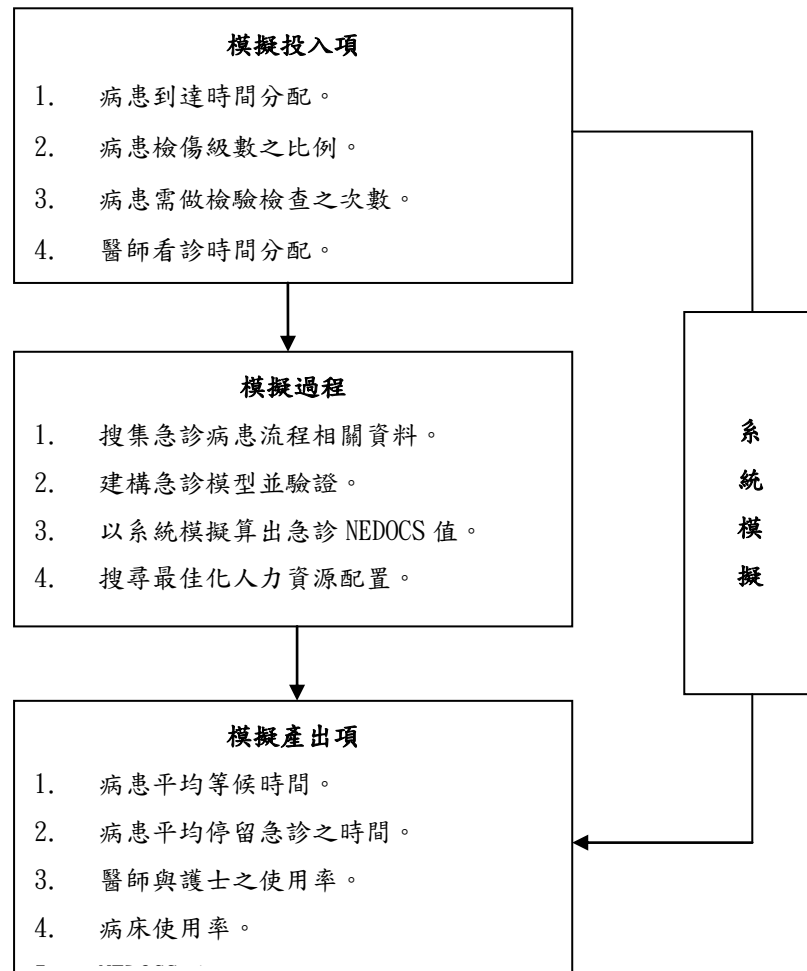 模擬投入項
1. 病患到達時間分配。
2. 病患檢傷級數之比例。
3. 病患需做檢驗檢查之次數。
4. 醫師看診時間分配。
模擬過程
1. 搜集急診病患流程相關資料。
2. 建構急診模型並驗證。
3. 以系統模擬算出急診 NEDOCS 值。
4. 搜尋最佳化人力資源配置。
系
統
模
擬
模擬產出項
1. 病患平均等候時間。
2. 病患平均停留急診之時間。
3. 醫師與護士之使用率。
4. 病床使用率。